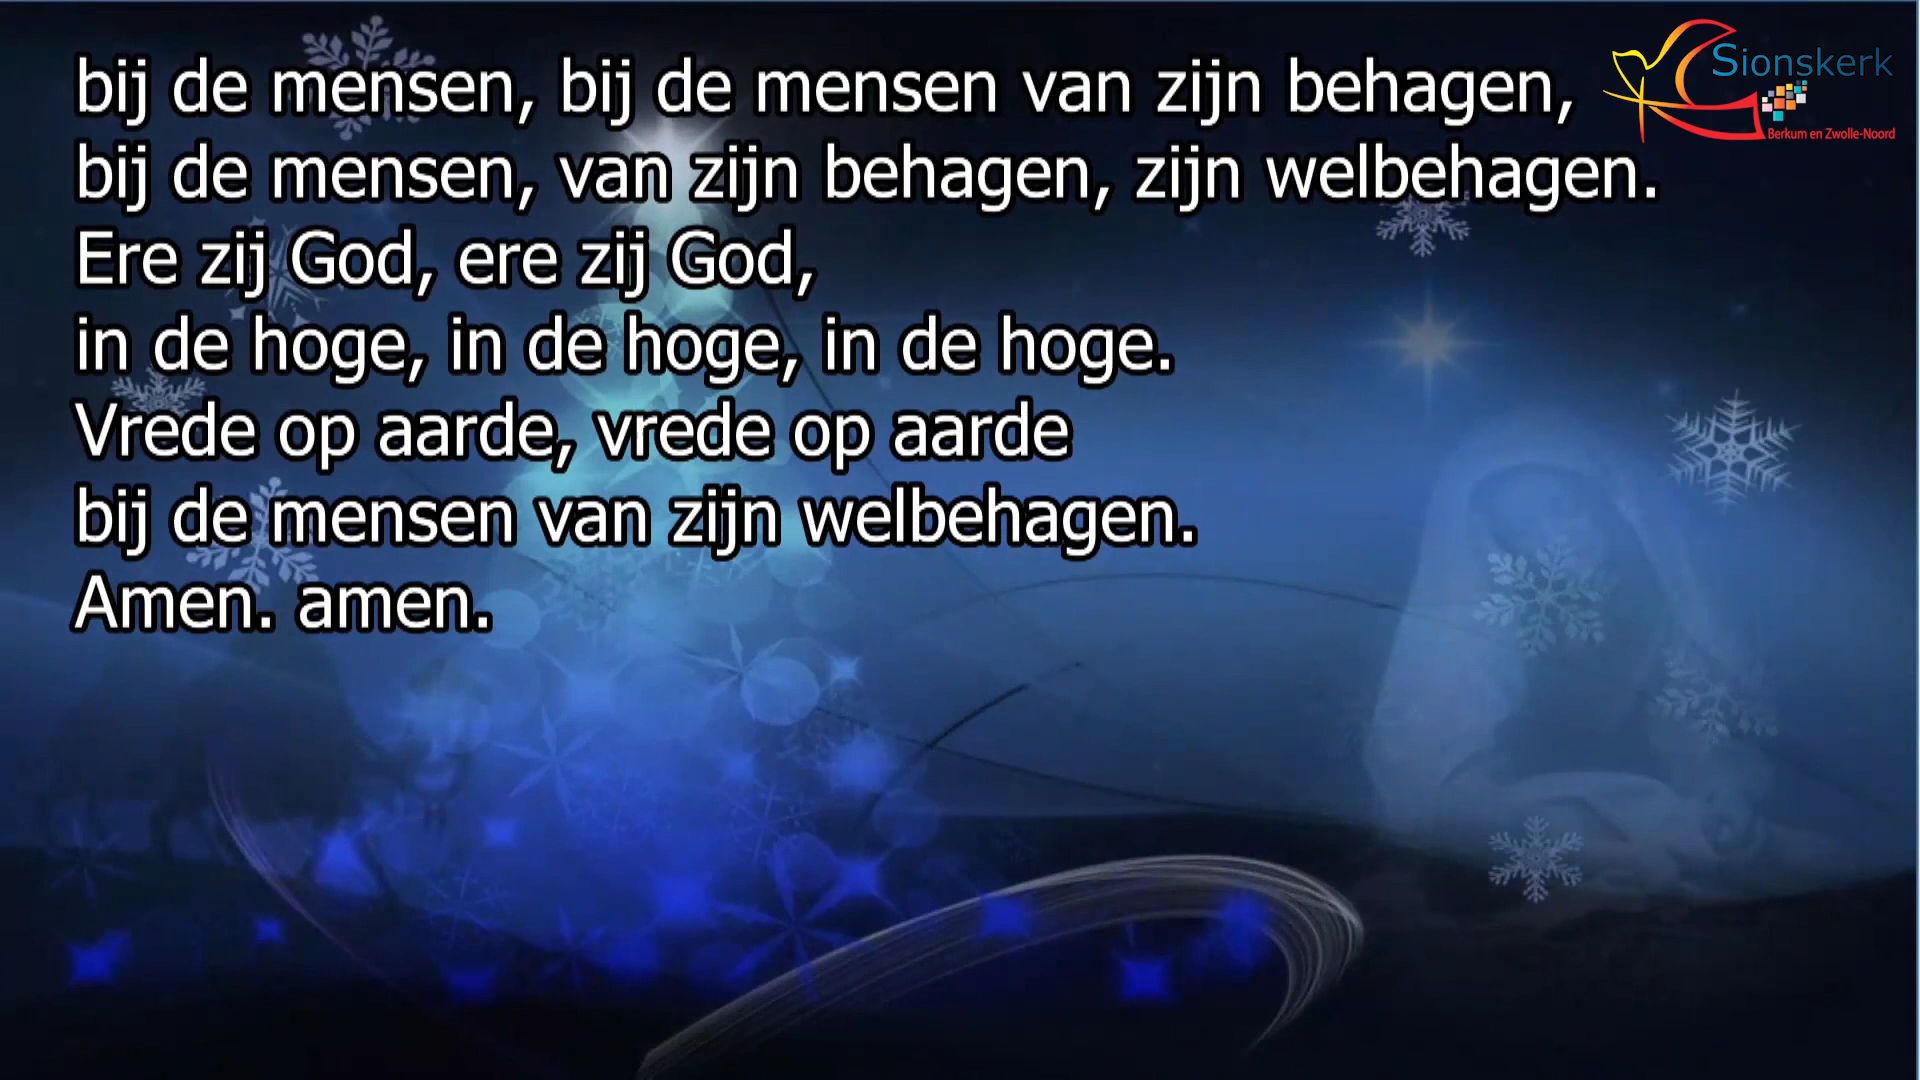 bij de mensen, bij de mensen van zijn behagen,
bij de mensen, van zijn behagen, zijn welbehagen.
Ere zij God, ere zij God,
in de hoge, in de hoge, in de hoge.
Vrede op aarde, vrede op aarde
bij de mensen van zijn welbehagen.
Amen. amen.
Sionskerk
Berkum en Zwolle-Noord